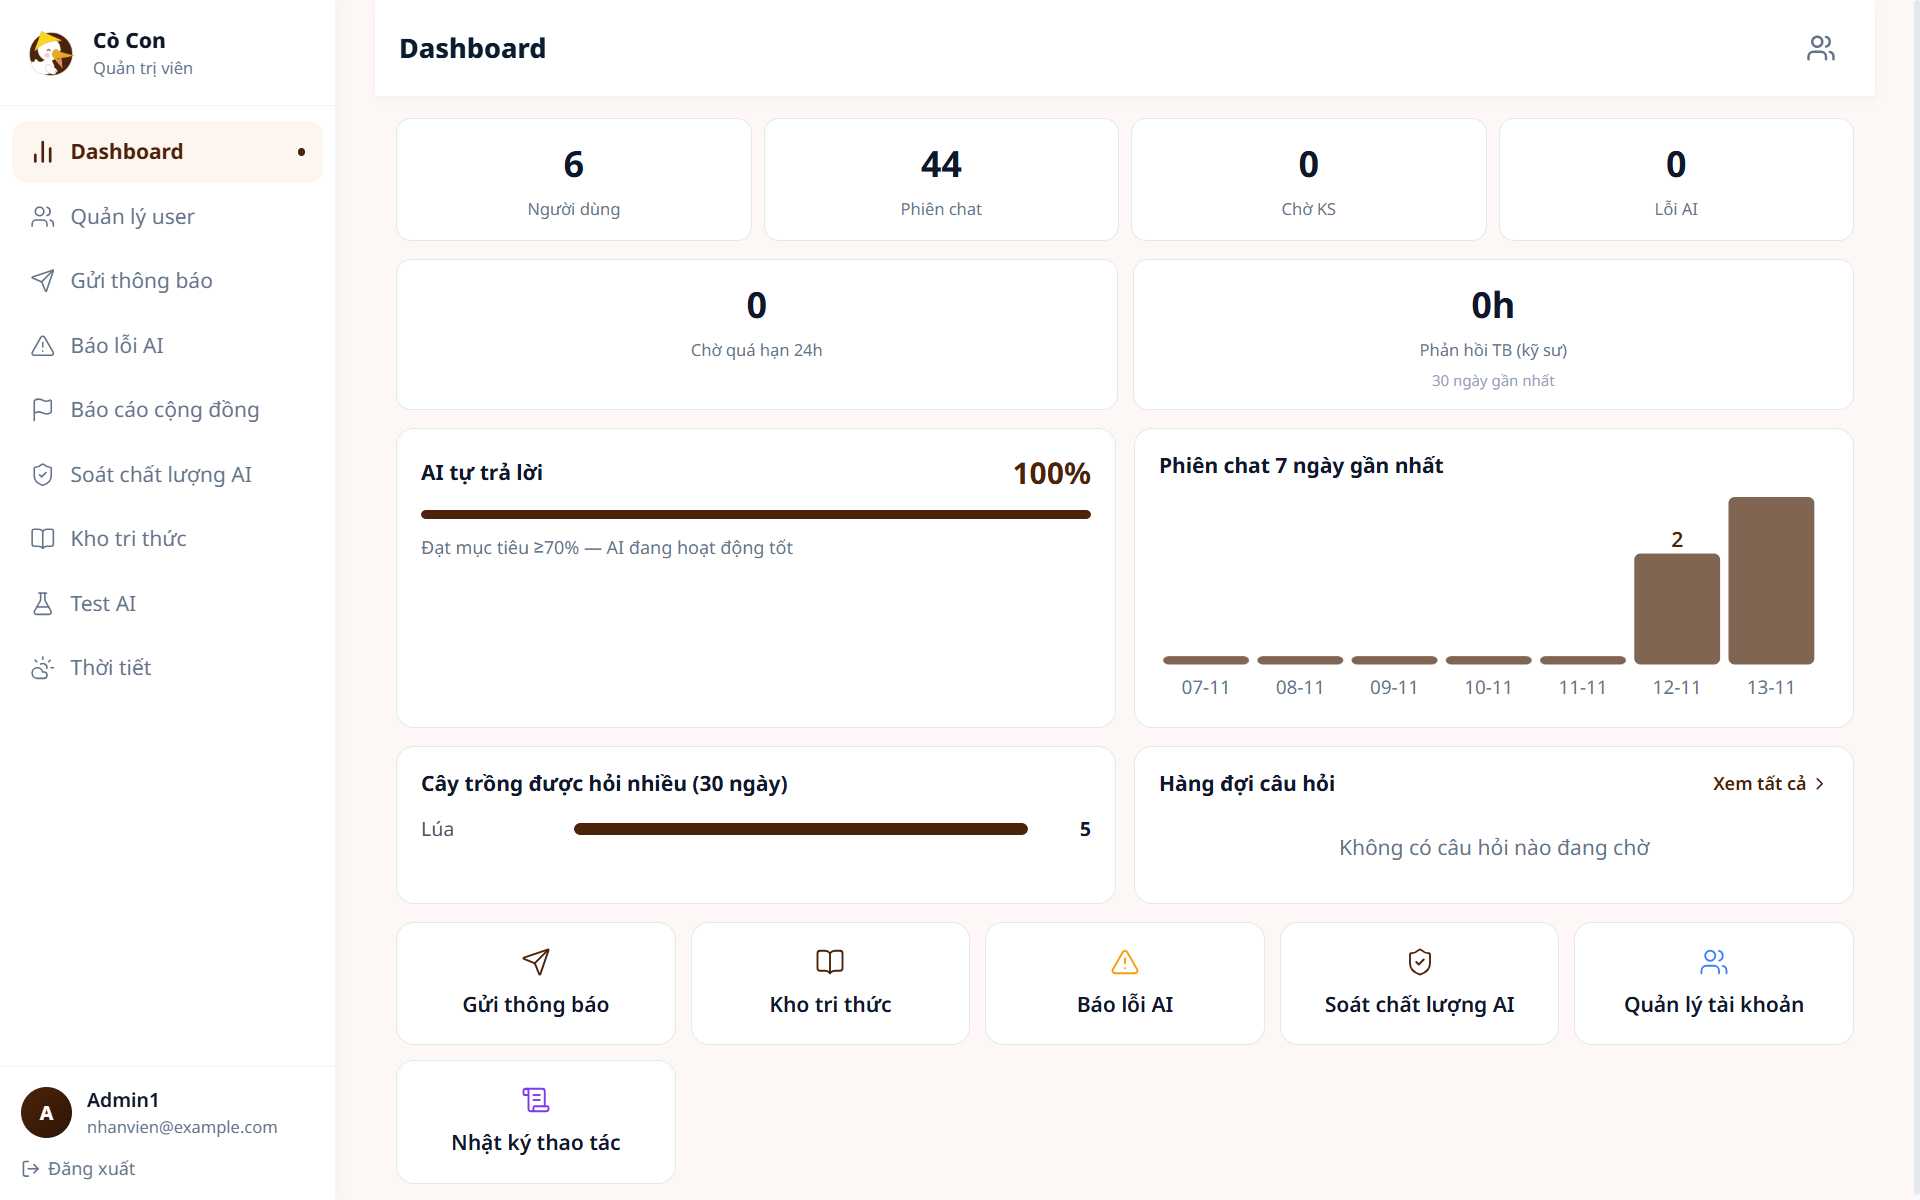 Cò Con
Quản trị viên
Dashboard
Quản lý user
Gửi thông báo
Báo lỗi AI
Báo cáo cộng đồng
Soát chất lượng AI
Kho tri thức
Test AI
Thời tiết
A
Admin1
nhanvien@example.com
Đăng xuất
Dashboard
6
Người dùng
44
Phiên chat
0
Chờ KS
0
Lỗi AI
0
Chờ quá hạn 24h
0h
Phản hồi TB (kỹ sư)
30 ngày gần nhất
AI tự trả lời
100%
Đạt mục tiêu ≥70% — AI đang hoạt động tốt
Phiên chat 7 ngày gần nhất
2
07-11 08-11 09-11 10-11 11-11 12-11 13-11
Cây trồng được hỏi nhiều (30 ngày)
Lúa 5
Hàng đợi câu hỏi
Xem tất cả
Không có câu hỏi nào đang chờ
Gửi thông báo
Kho tri thức
Báo lỗi AI
Soát chất lượng AI
Quản lý tài khoản
Nhật ký thao tác